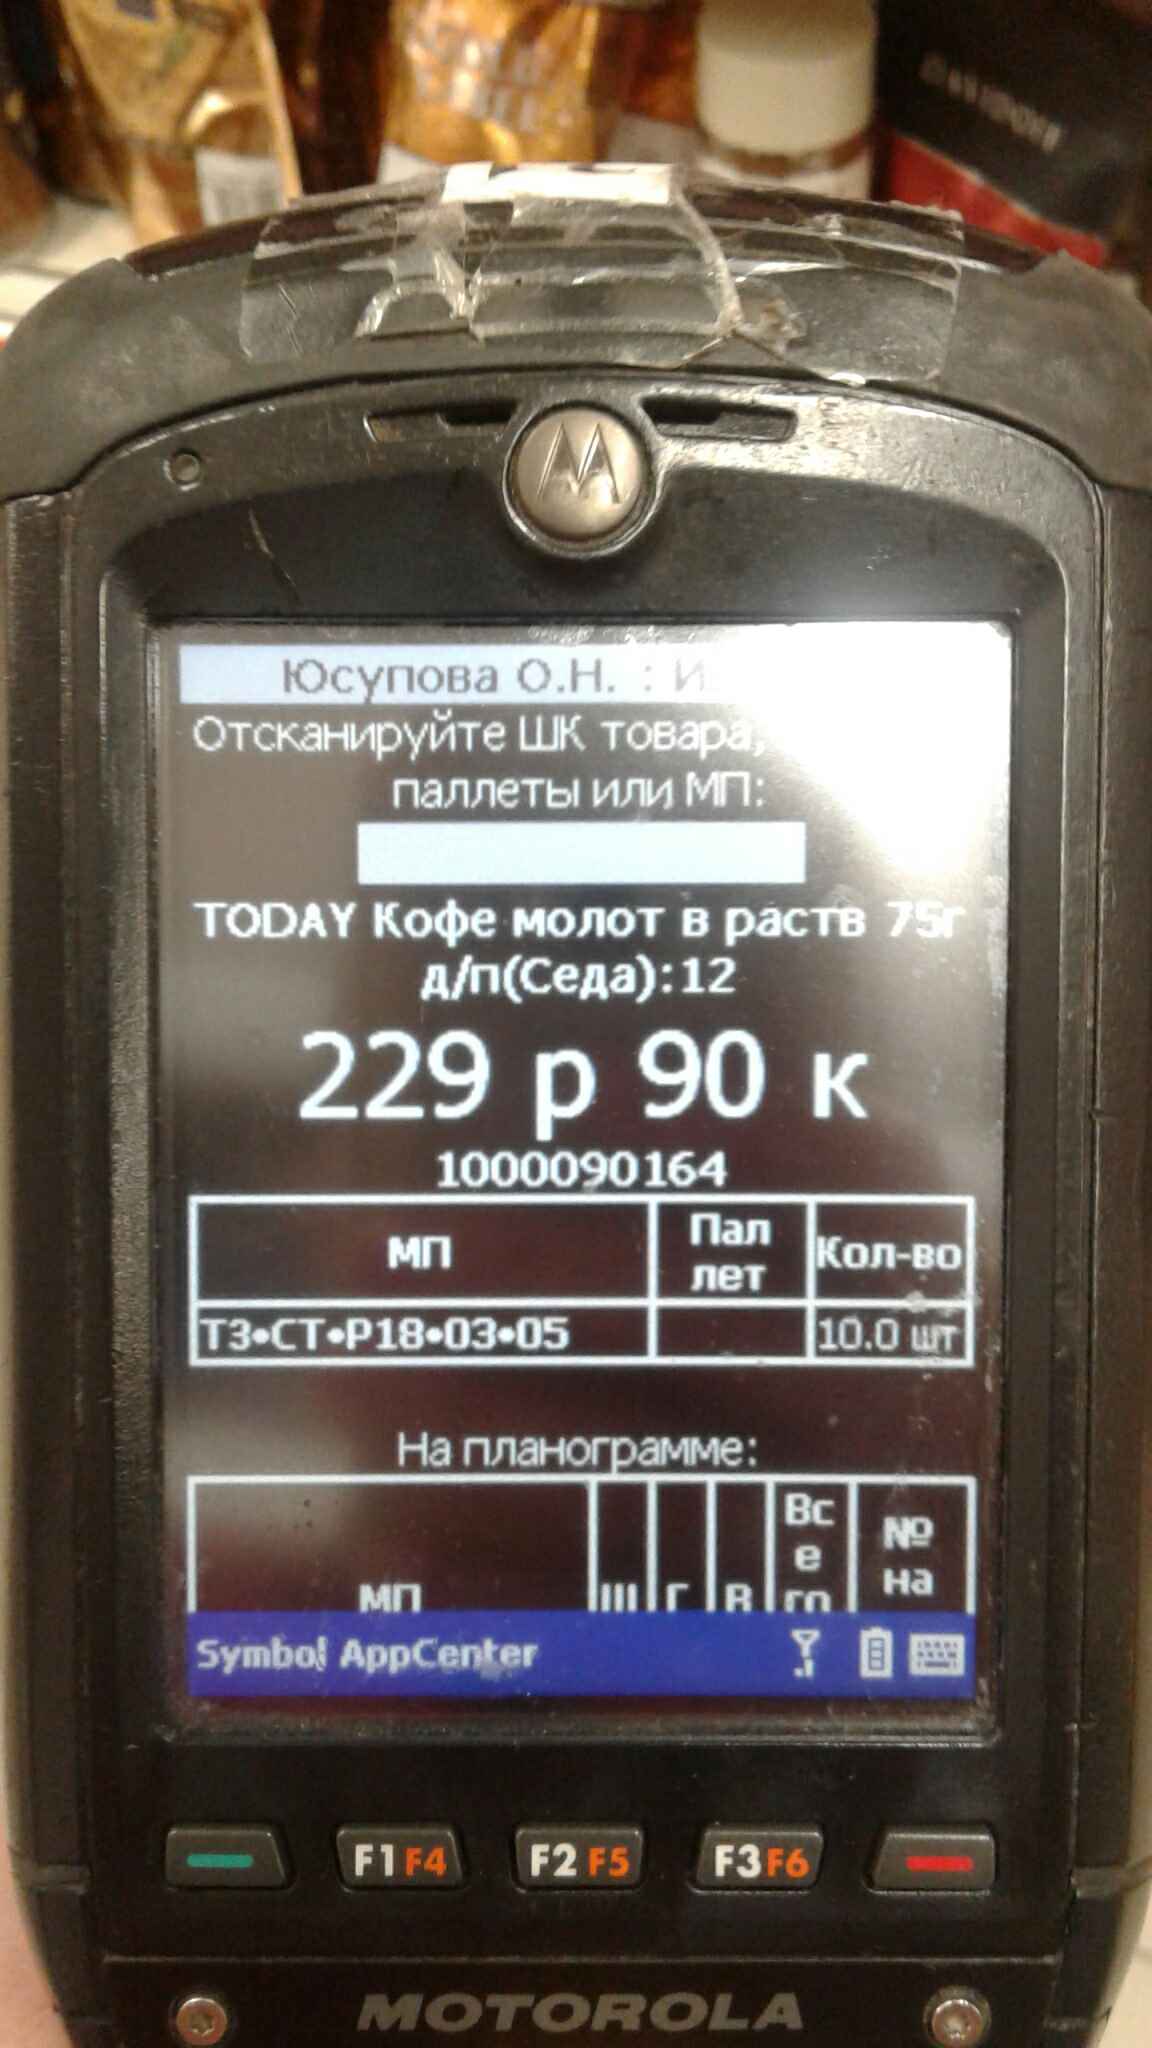 Юсупова О.Н. : И
Отсканируйте ШК товара,
паллеты или МП:
TODAY Кофе молот в раств 75г
д/п(Седа):12
229 р 90 к
1000090164
МП
Пал
лет
Кол-во
ТЗ•СТ•Р18•03•05
10.0 шт
На планограмме:
МП
Ш
Г
В
Вс
е
го
№
на
Symbol AppCenter
F1 F4
F2 F5
F3 F6
MOTOROLA